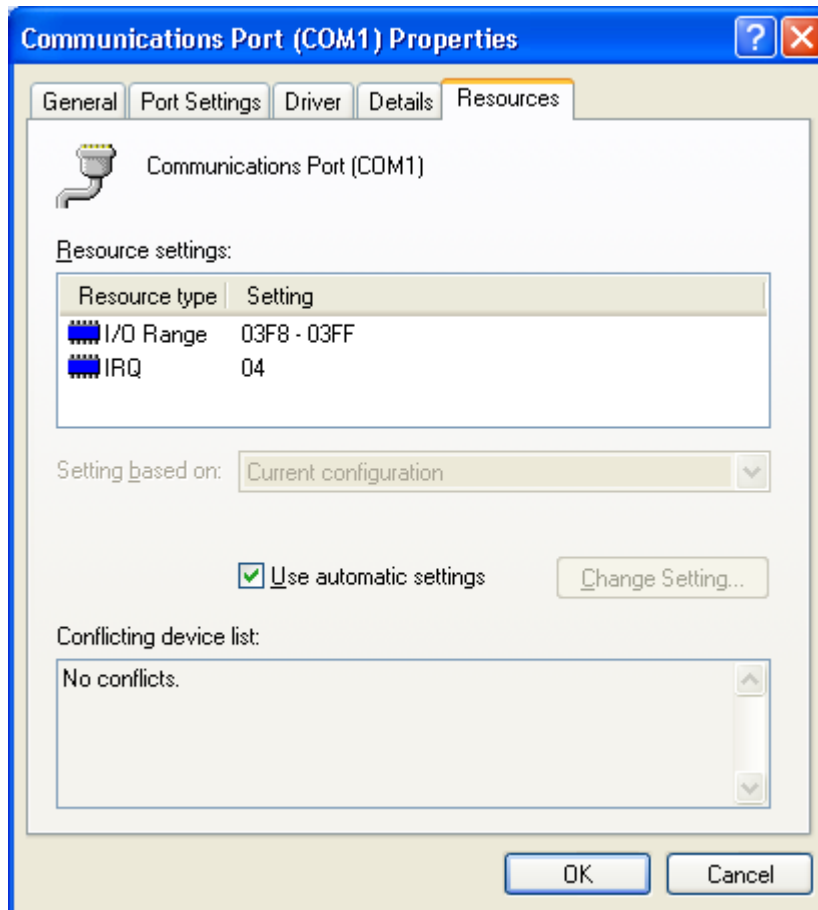 Communications Port (COM1) Properties
General Port Settings Driver Details Resources
Communications Port (COM1)
Resource settings:
Resource type Setting
I/O Range 03F8 - 03FF
IRQ 04
Setting based on: Current configuration
Use automatic settings Change Setting...
Conflicting device list:
No conflicts.
OK Cancel